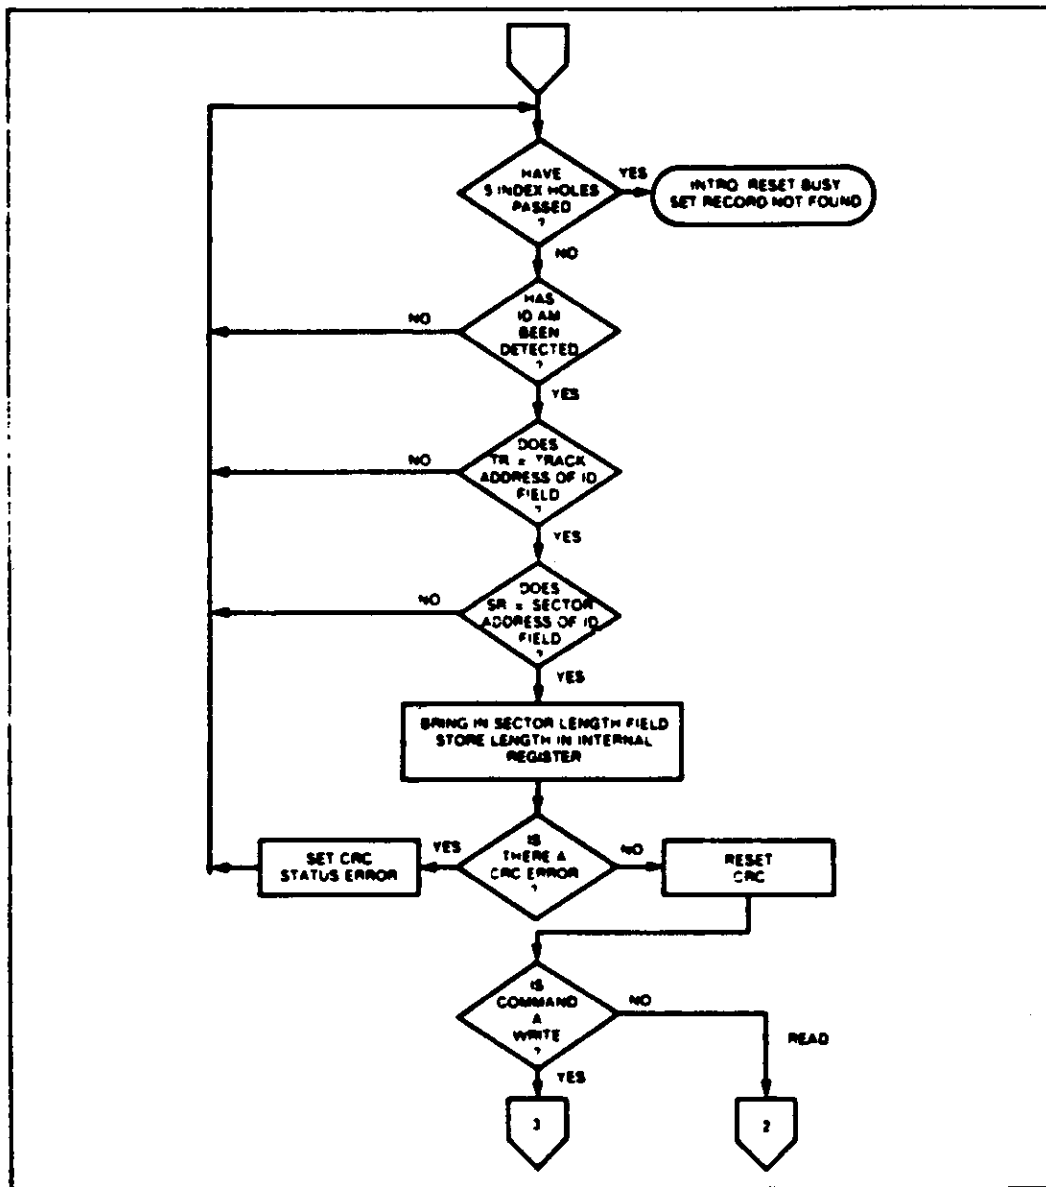 HAVE
5 INDEX HOLES
PASSED
?
YES
INTRQ RESET BUSY
SET RECORD NOT FOUND
NO
HAS
ID AM
BEEN
DETECTED
?
NO
YES
DOES
TR = TRACK
ADDRESS OF ID
FIELD
?
NO
YES
DOES
SR = SECTOR
ADDRESS OF ID
FIELD
?
NO
YES
BRING IN SECTOR LENGTH FIELD
STORE LENGTH IN INTERNAL
REGISTER
SET CRC
STATUS ERROR
YES
IS
THERE A
CRC ERROR
?
NO
RESET
CRC
IS
COMMAND
A
WRITE
?
NO
READ
YES
3
2